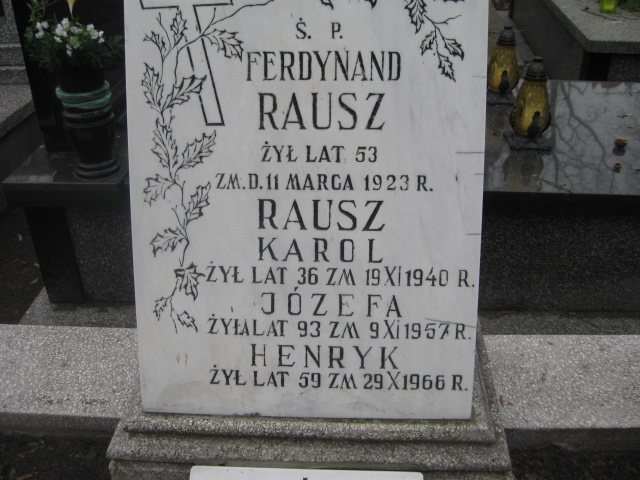 Ś. P.
FERDYNAND
RAUSZ
ŻYŁ LAT 53
ZM. D. 11 MARCA 1923 R.
RAUSZ
KAROL
ŻYŁ LAT 36 ZM 19 XI 1940 R.
JÓZEFA
ŻYŁA LAT 93 ZM 9 XI 1957 R.
HENRYK
ŻYŁ LAT 59 ZM 29 X 1966 R.